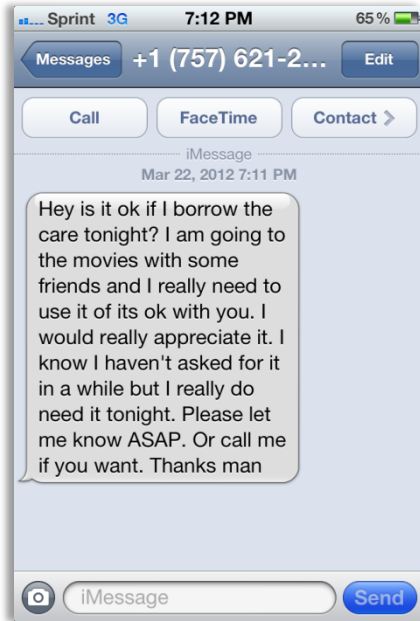 Sprint 3G 7:12 PM 65%
Messages +1 (757) 621-2... Edit
Call FaceTime Contact
iMessage
Mar 22, 2012 7:11 PM
Hey is it ok if I borrow the
care tonight? I am going to
the movies with some
friends and I really need to
use it of its ok with you. I
would really appreciate it. I
know I haven't asked for it
in a while but I really do
need it tonight. Please let
me know ASAP. Or call me
if you want. Thanks man
iMessage Send